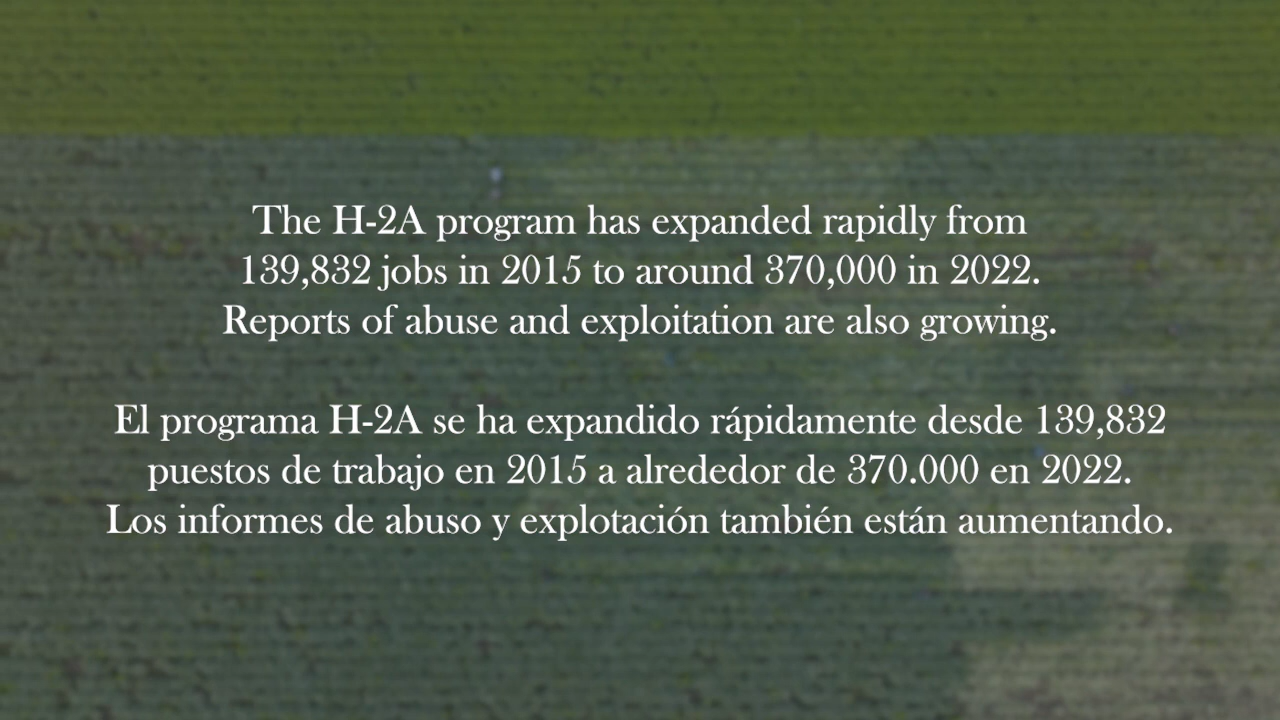 The H-2A program has expanded rapidly from
139,832 jobs in 2015 to around 370,000 in 2022.
Reports of abuse and exploitation are also growing.
El programa H-2A se ha expandido rápidamente desde 139,832
puestos de trabajo en 2015 a alrededor de 370.000 en 2022.
Los informes de abuso y explotación también están aumentando.